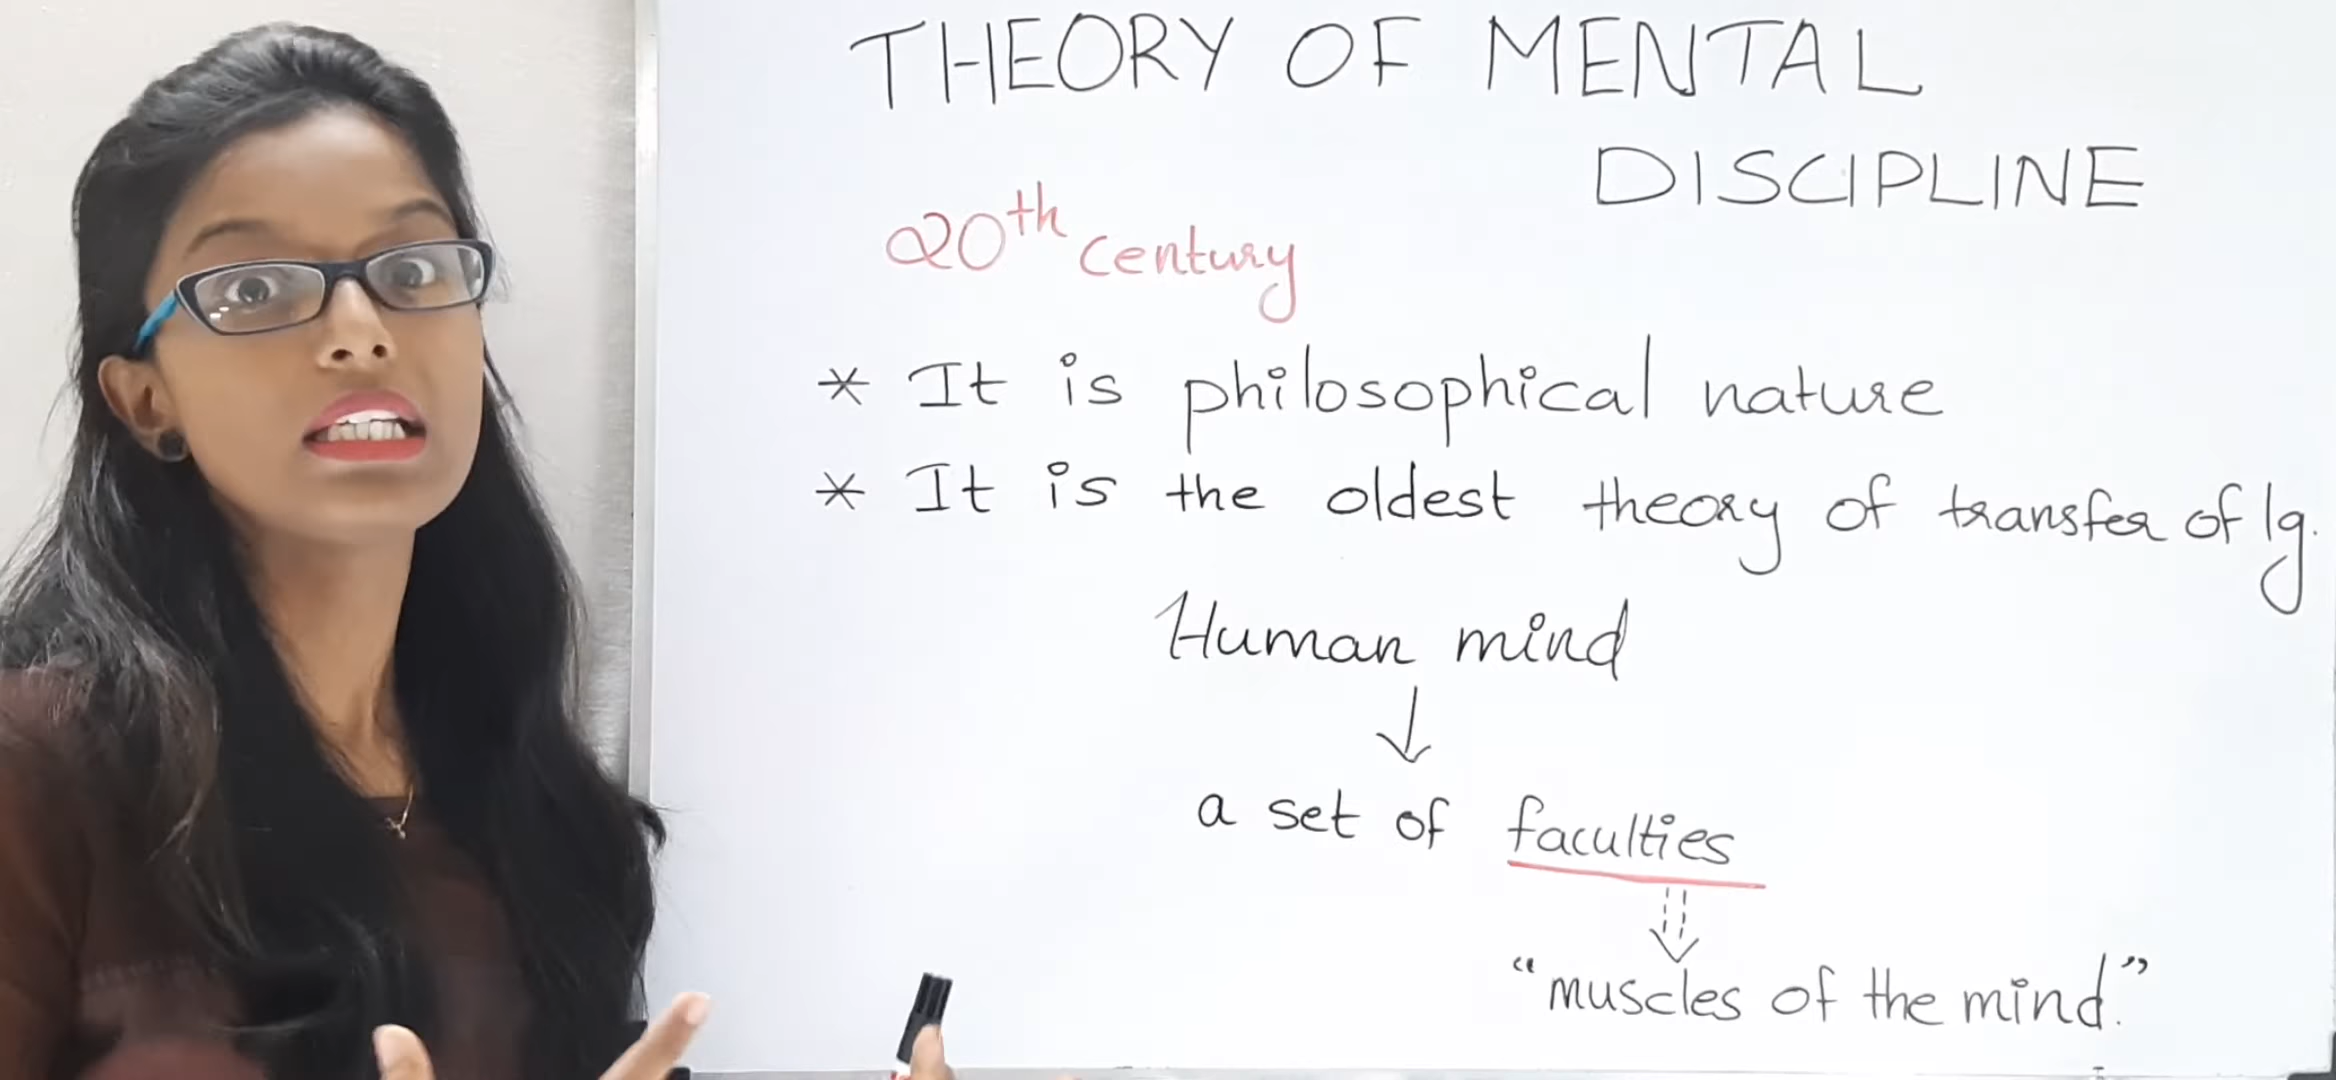 THEORY OF MENTAL
DISCIPLINE
20th century
* It is philosophical nature
* It is the oldest theory of transfer of lg.
Human mind
↓
a set of faculties
"muscles of the mind."